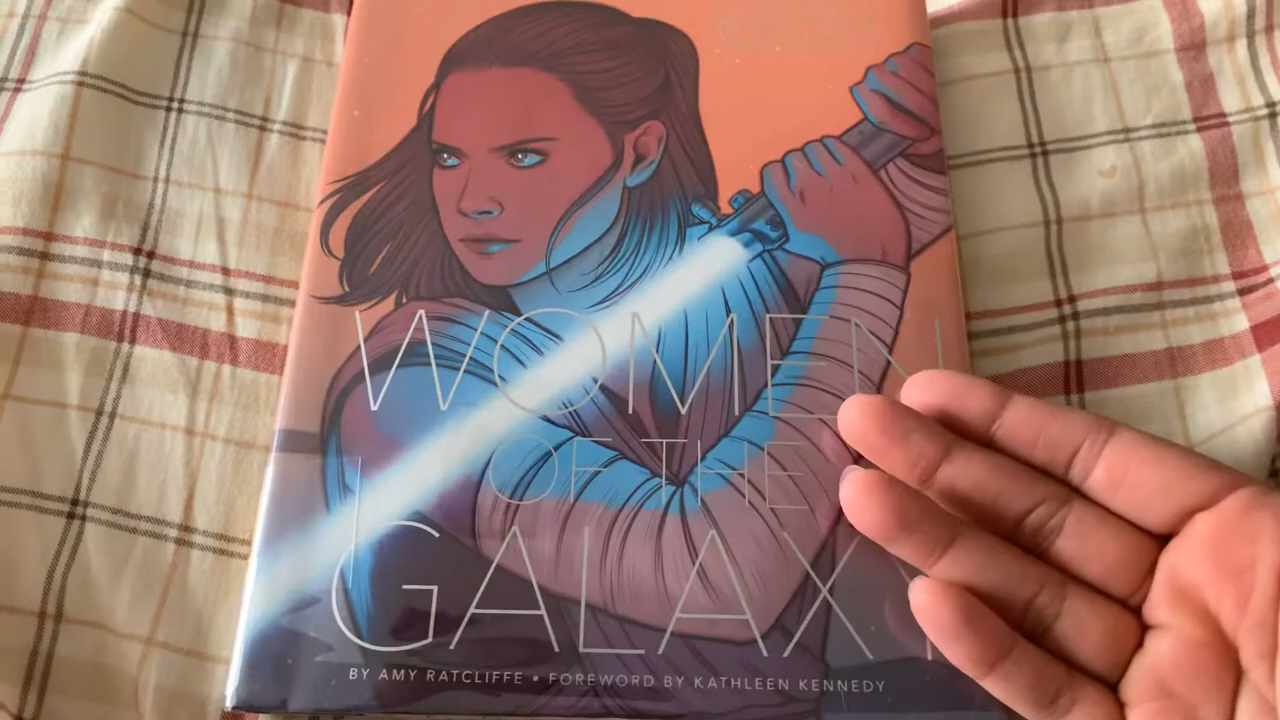 WOMEN
OF THE
GALAXY
BY AMY RATCLIFFE • FOREWORD BY KATHLEEN KENNEDY